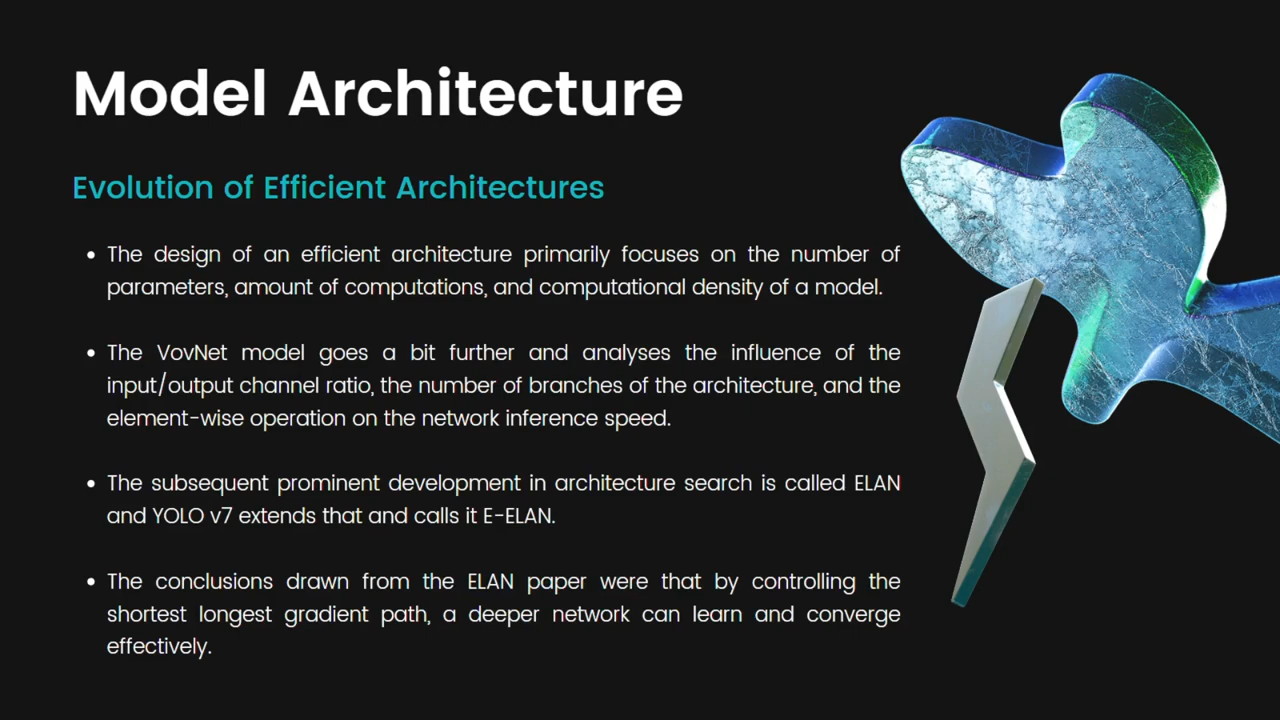 Model Architecture
Evolution of Efficient Architectures
• The design of an efficient architecture primarily focuses on the number of
parameters, amount of computations, and computational density of a model.
• The VovNet model goes a bit further and analyses the influence of the
input/output channel ratio, the number of branches of the architecture, and the
element-wise operation on the network inference speed.
• The subsequent prominent development in architecture search is called ELAN
and YOLO v7 extends that and calls it E-ELAN.
• The conclusions drawn from the ELAN paper were that by controlling the
shortest longest gradient path, a deeper network can learn and converge
effectively.